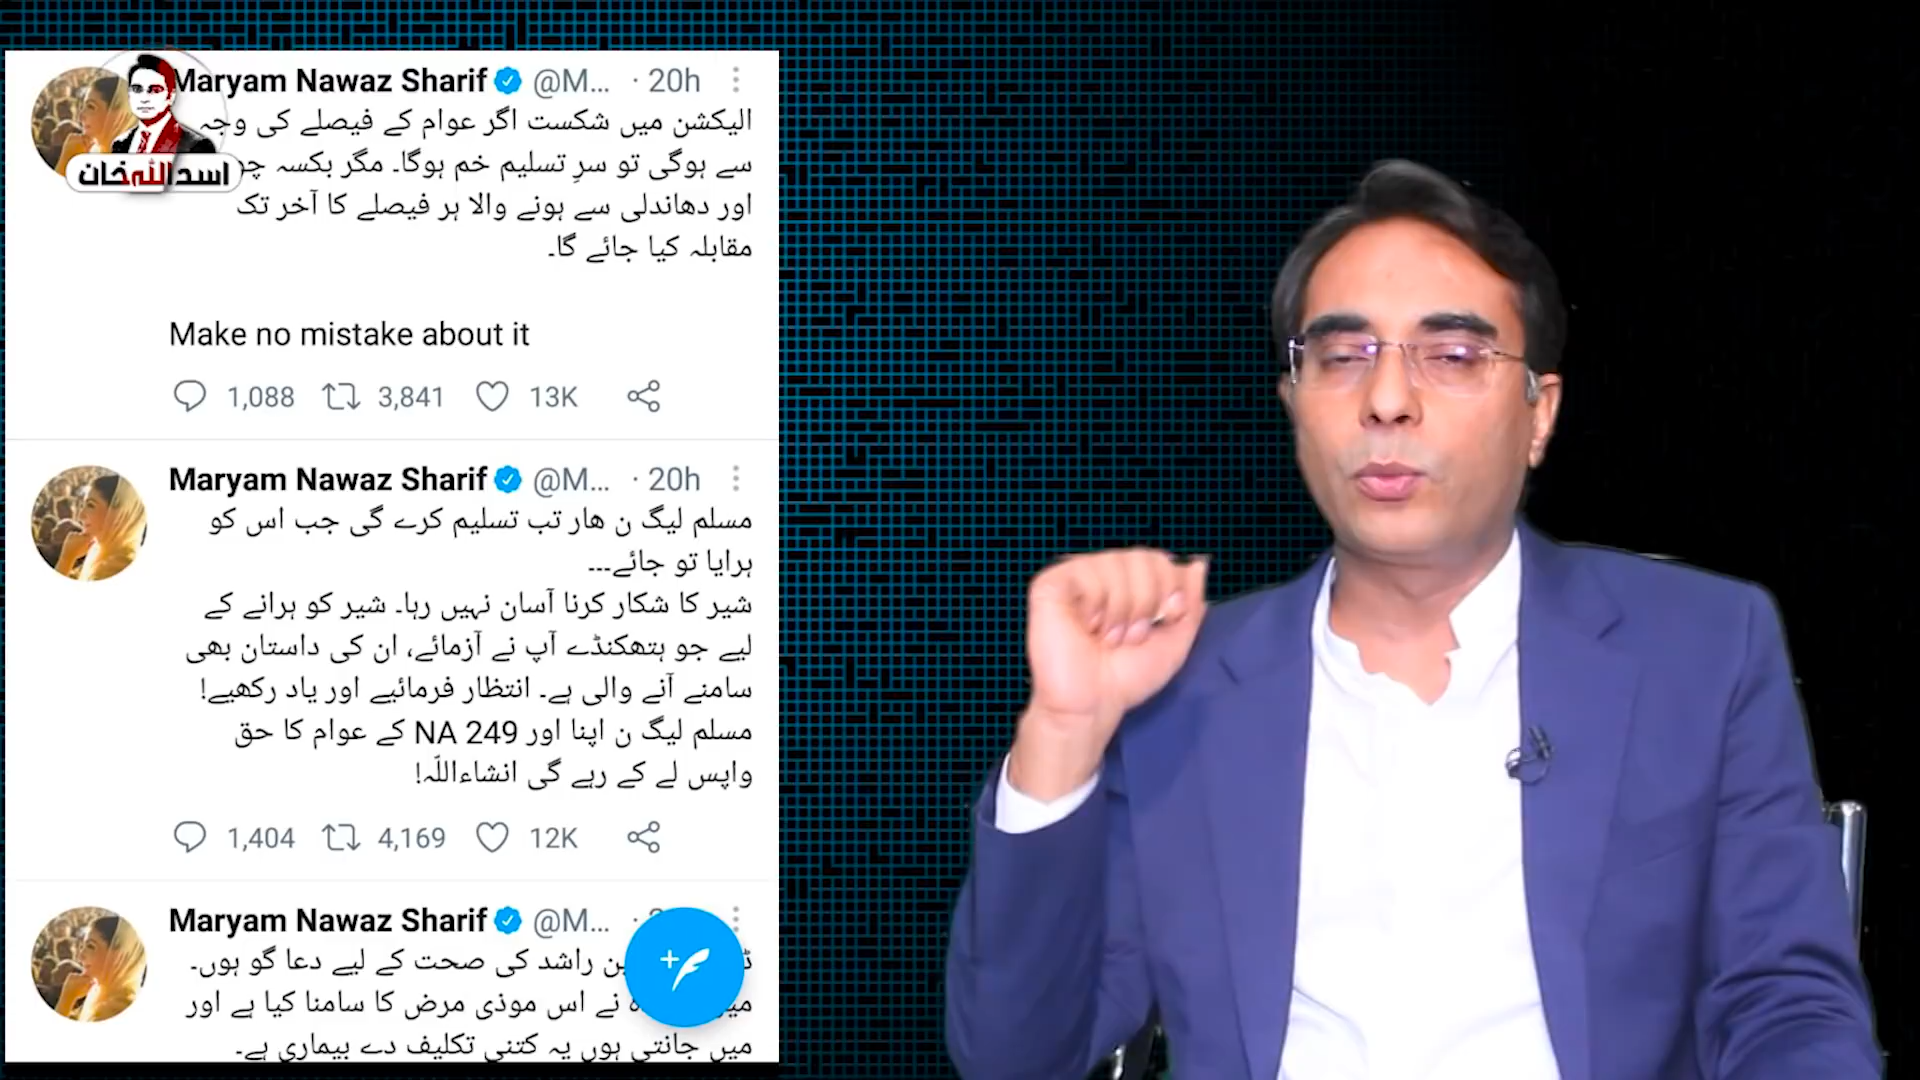 Maryam Nawaz Sharif @M... · 20h
الیکشن میں شکست اگر عوام کے فیصلے کی وجہ
سے ہوگی تو سرِ تسلیم خم ہوگا۔ مگر بکسہ
اور دھاندلی سے ہونے والا ہر فیصلے کا آخر تک
مقابلہ کیا جائے گا۔
Make no mistake about it
1,088 3,841 13K
اسداللہ خان
Maryam Nawaz Sharif @M... · 20h
مسلم لیگ ن ھار تب تسلیم کرے گی جب اس کو
ہرایا تو جائے۔۔۔
شیر کا شکار کرنا آسان نہیں رہا۔ شیر کو ہرانے کے
لیے جو ہتھکنڈے آپ نے آزمائے، ان کی داستان بھی
سامنے آنے والی ہے۔ انتظار فرمائیے اور یاد رکھیے!
مسلم لیگ ن اپنا اور NA 249 کے عوام کا حق
واپس لے کے رہے گی انشاءاللّہ!
1,404 4,169 12K
Maryam Nawaz Sharif @M... ·
راشد کی صحت کے لیے دعا گو ہوں۔
نے اس موذی مرض کا سامنا کیا ہے اور
میں جانتی ہوں یہ کتنی تکلیف دے بیماری ہے۔